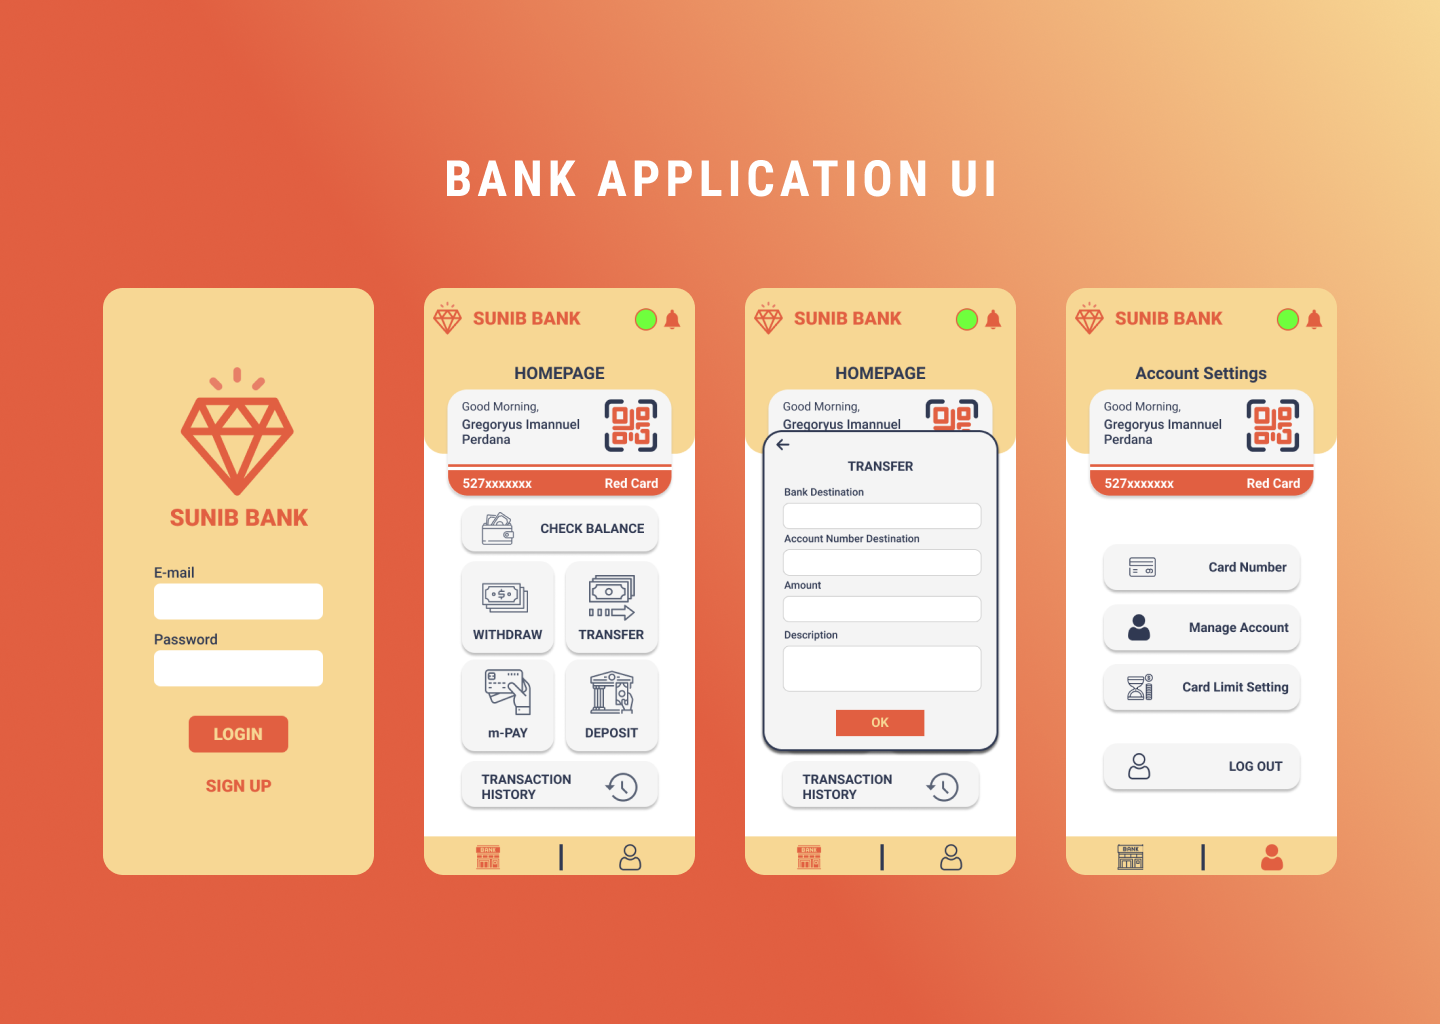 BANK APPLICATION UI
SUNIB BANK
E-mail
Password
LOGIN
SIGN UP
SUNIB BANK
HOMEPAGE
Good Morning,
Gregoryus Imannuel
Perdana
527xxxxxxx Red Card
CHECK BALANCE
WITHDRAW TRANSFER
m-PAY DEPOSIT
TRANSACTION
HISTORY
BANK
SUNIB BANK
HOMEPAGE
Good Morning,
Gregoryus Imannuel
TRANSFER
Bank Destination
Account Number Destination
Amount
Description
OK
TRANSACTION
HISTORY
BANK
SUNIB BANK
Account Settings
Good Morning,
Gregoryus Imannuel
Perdana
527xxxxxxx Red Card
Card Number
Manage Account
Card Limit Setting
LOG OUT
BANK